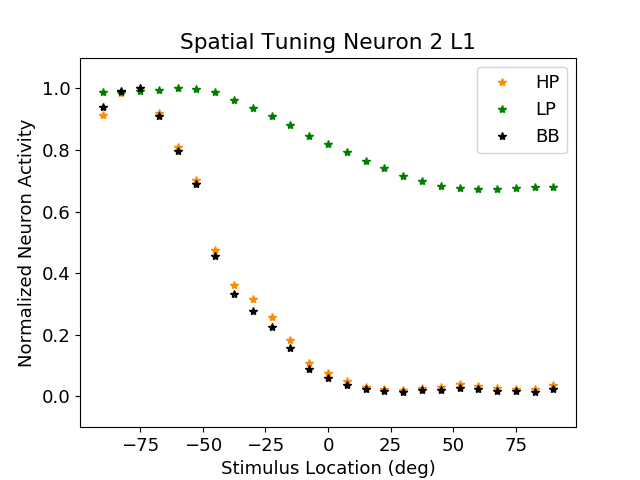 Spatial Tuning Neuron 2 L1
HP
LP
BB
Normalized Neuron Activity
1.0
0.8
0.6
0.4
0.2
0.0
−75
−50
−25
0
25
50
75
Stimulus Location (deg)